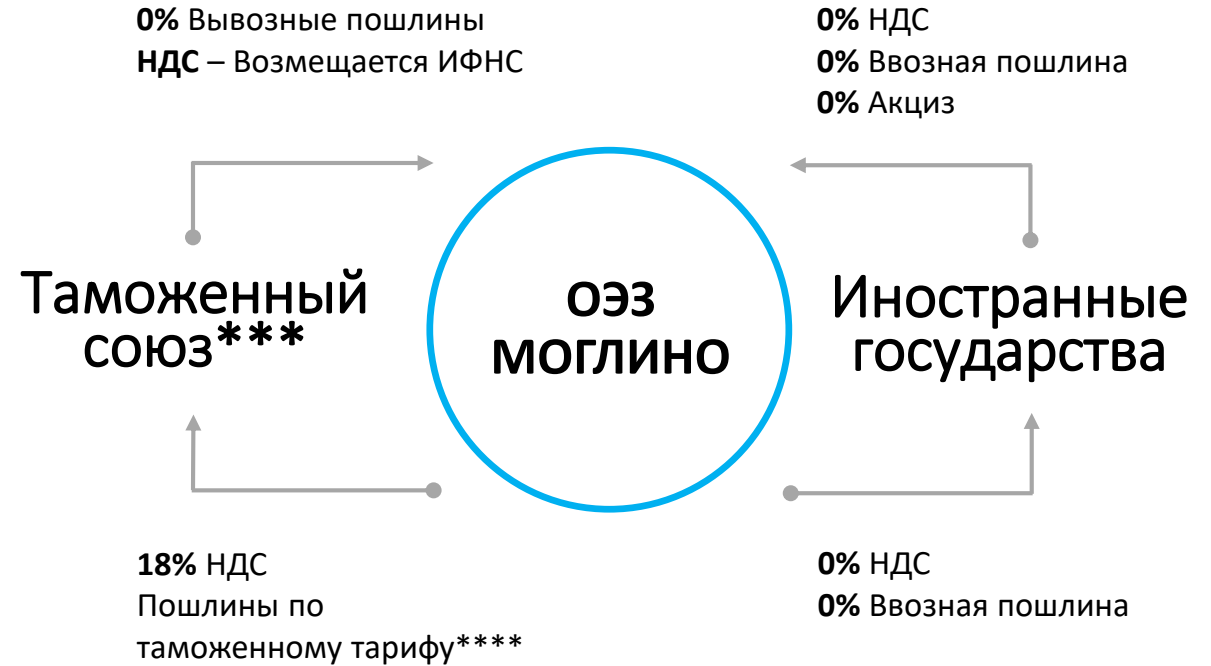 0% Вывозные пошлины
НДС – Возмещается ИФНС
0% НДС
0% Ввозная пошлина
0% Акциз
Таможенный
союз***
ОЭЗ
МОГЛИНО
Иностранные
государства
18% НДС
Пошлины по
таможенному тарифу****
0% НДС
0% Ввозная пошлина